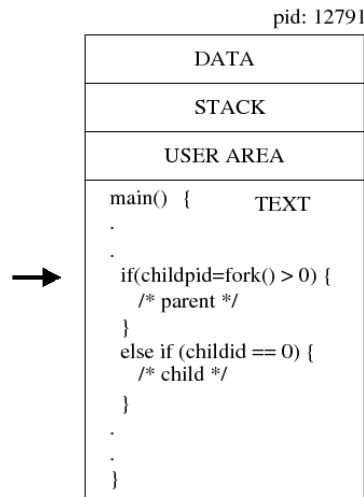 pid: 12791
DATA
STACK
USER AREA
main() {
TEXT
.
.
if(childpid=fork() > 0) {
/* parent */
}
else if (childid == 0) {
/* child */
}
.
.
}